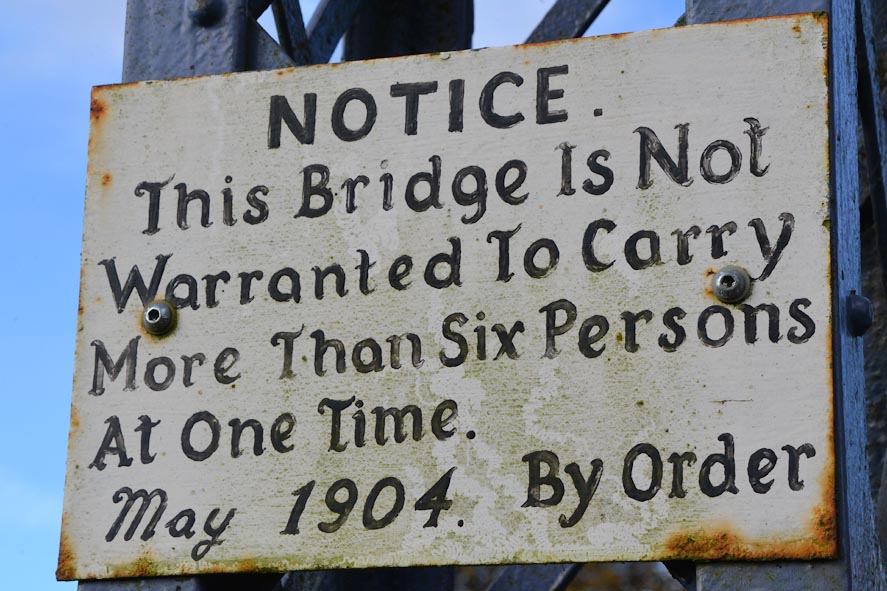 NOTICE.
This Bridge Is Not
Warranted To Carry
More Than Six Persons
At One Time.
May 1904. By Order